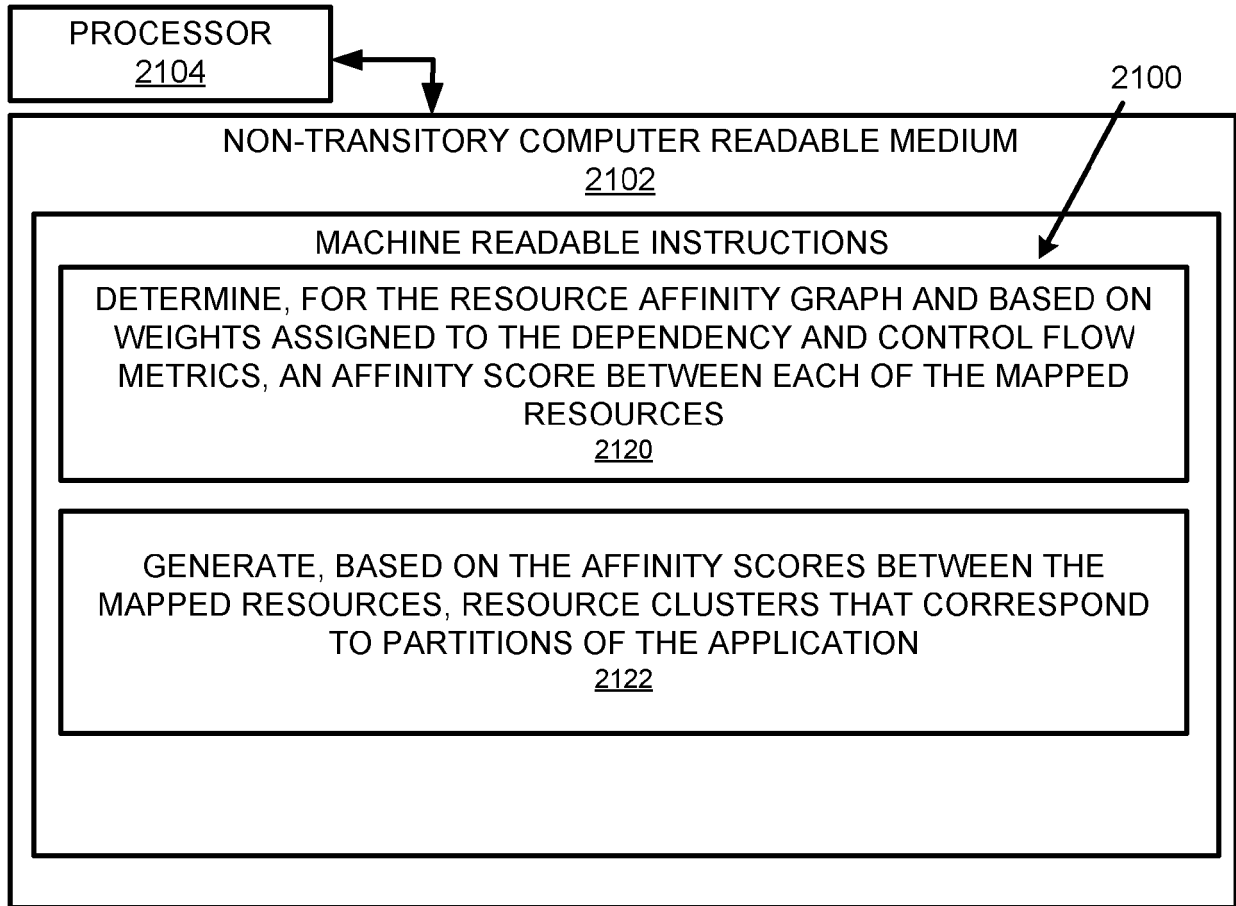 PROCESSOR
2104
2100
NON-TRANSITORY COMPUTER READABLE MEDIUM
2102
MACHINE READABLE INSTRUCTIONS
DETERMINE, FOR THE RESOURCE AFFINITY GRAPH AND BASED ON
WEIGHTS ASSIGNED TO THE DEPENDENCY AND CONTROL FLOW
METRICS, AN AFFINITY SCORE BETWEEN EACH OF THE MAPPED
RESOURCES
2120
GENERATE, BASED ON THE AFFINITY SCORES BETWEEN THE
MAPPED RESOURCES, RESOURCE CLUSTERS THAT CORRESPOND
TO PARTITIONS OF THE APPLICATION
2122